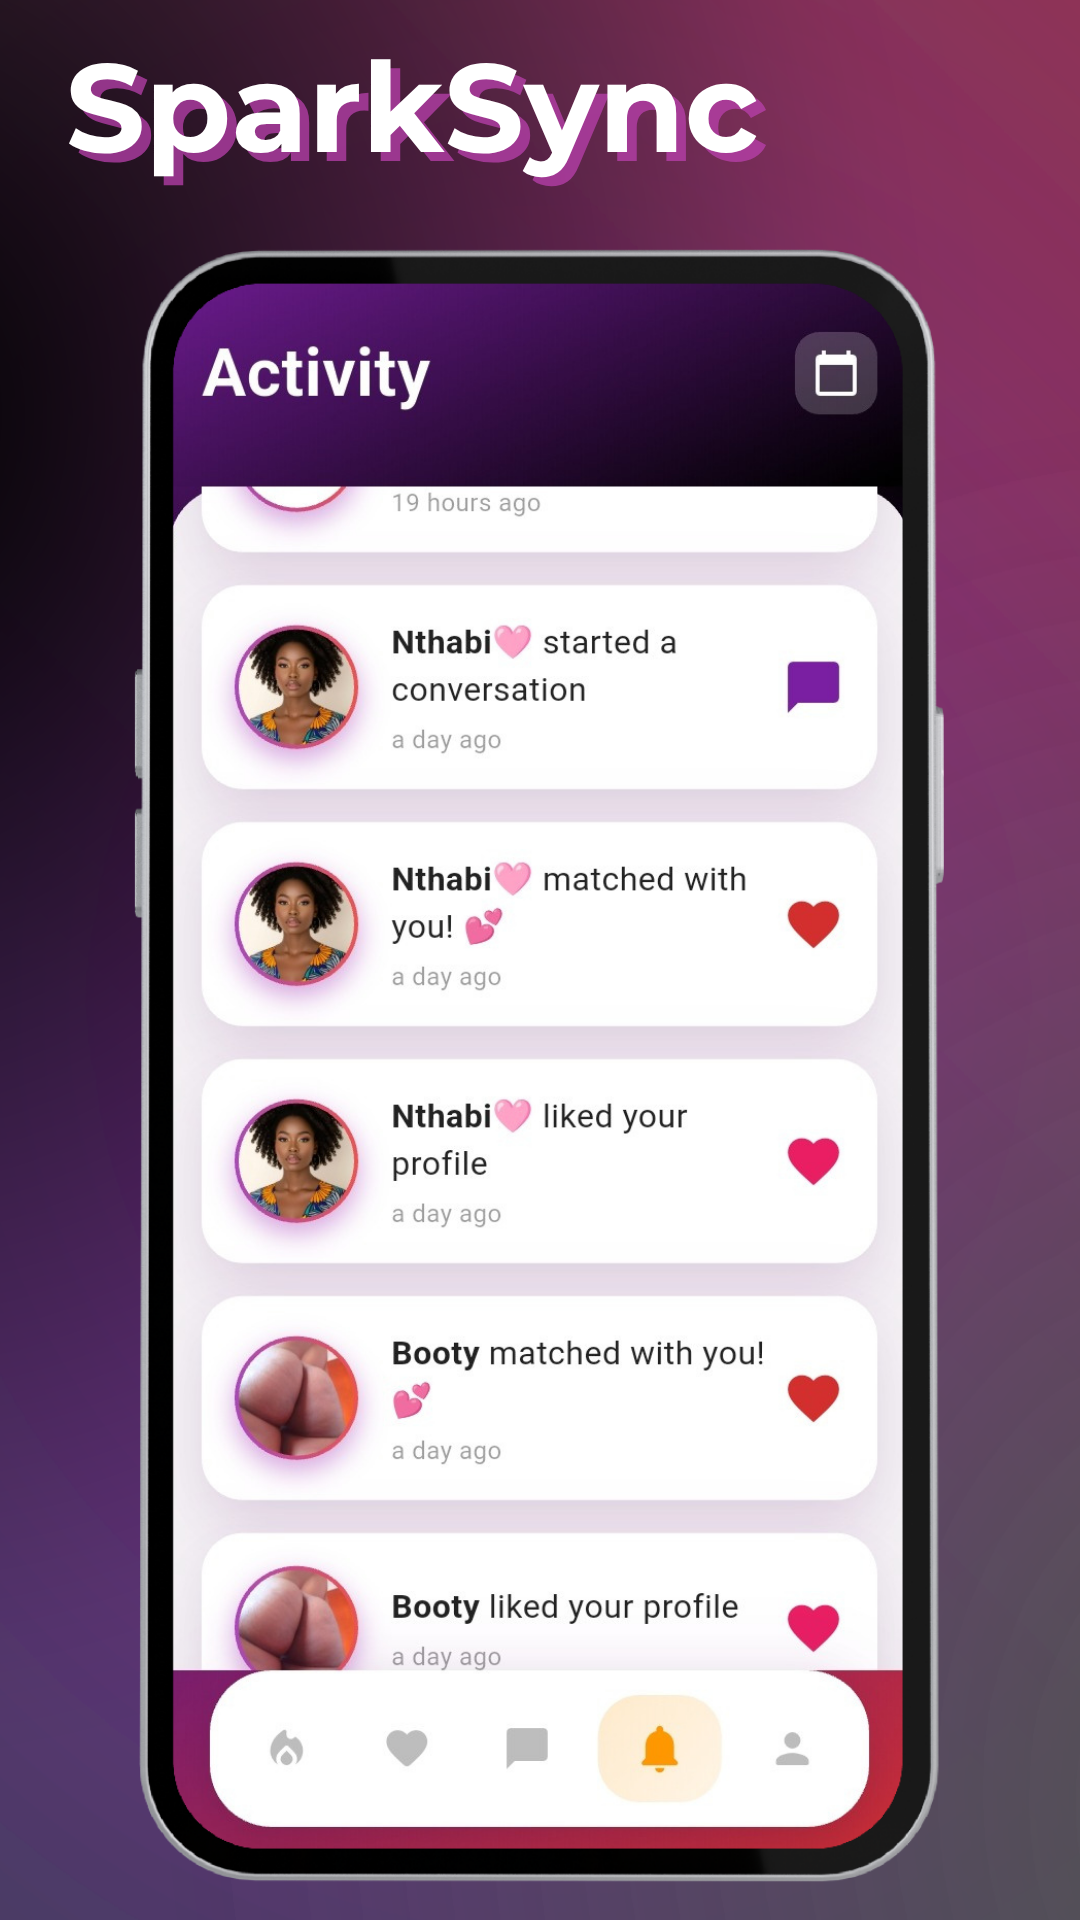 SparkSync
Activity
19 hours ago
Nthabi🩷 started a
conversation
a day ago
Nthabi🩷 matched with
you! 💕
a day ago
Nthabi🩷 liked your
profile
a day ago
Booty matched with you!
💕
a day ago
Booty liked your profile
a day ago